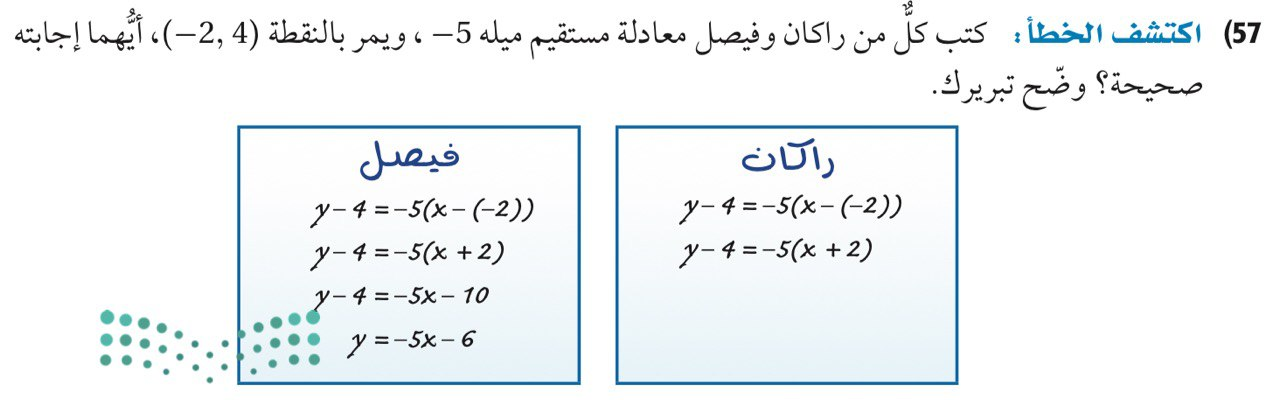 57) اكتشف الخطأ: كتب كلٌّ من راكان وفيصل معادلة مستقيم ميله 5 −، ويمر بالنقطة (−2, 4)، أيُّهما إجابته
صحيحة؟ وضّح تبريرك.
راكان
y − 4 = −5(x − (−2))
y − 4 = −5(x + 2)
فيصل
y − 4 = −5(x − (−2))
y − 4 = −5(x + 2)
y − 4 = −5x − 10
y = −5x − 6